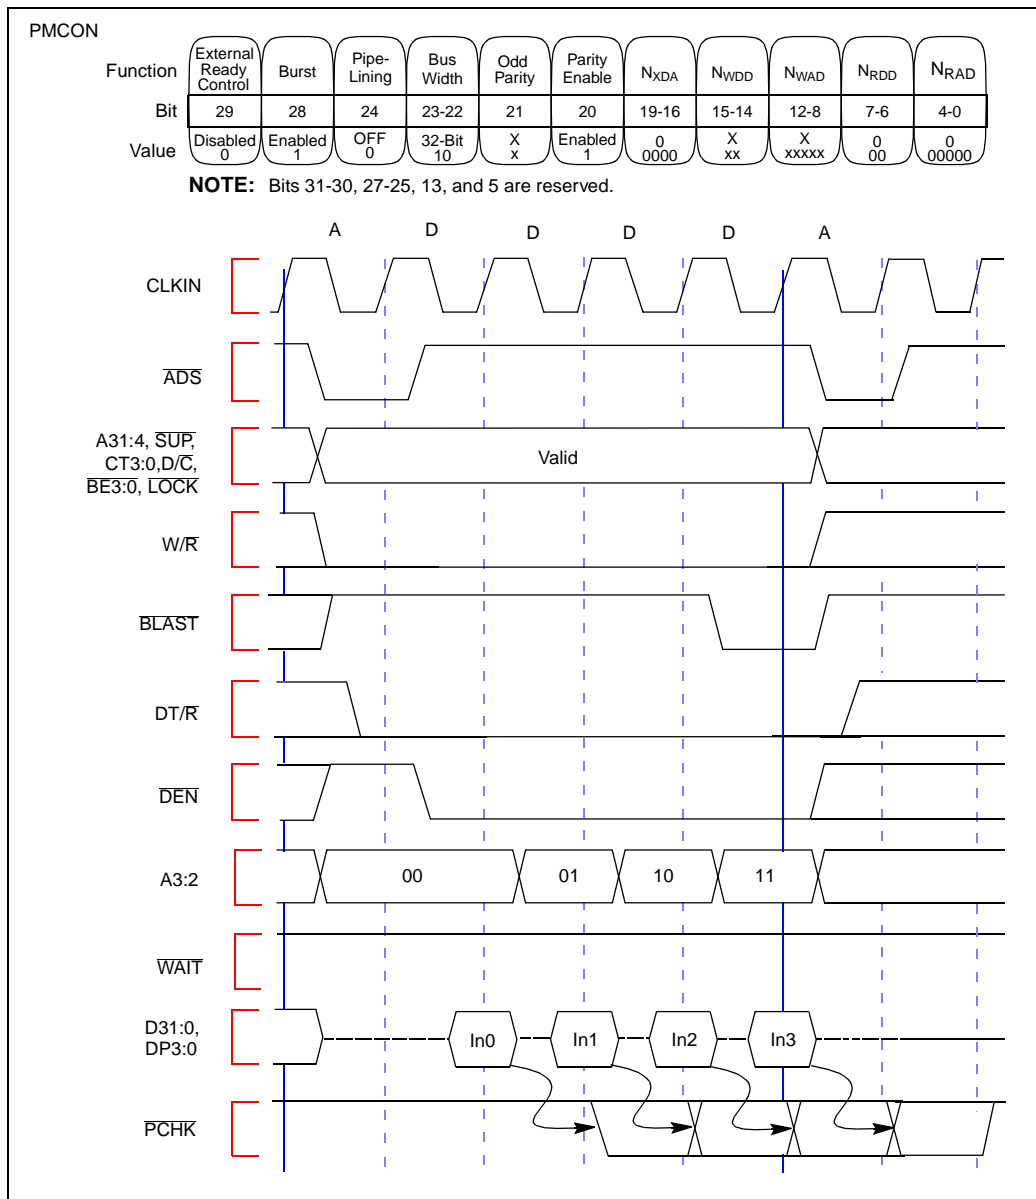 PMCON
Function
External Ready Control
Burst
Pipe-Lining
Bus Width
Odd Parity
Parity Enable
NXDA
NWDD
NWAD
NRDD
NRAD
Bit
29
28
24
23-22
21
20
19-16
15-14
12-8
7-6
4-0
Value
Disabled 0
Enabled 1
OFF 0
32-Bit 10
X x
Enabled 1
0 0000
X xx
X xxxxx
0 00
0 00000
NOTE: Bits 31-30, 27-25, 13, and 5 are reserved.
A D D D D A
CLKIN
ADS
A31:4, SUP,
CT3:0,D/C,
BE3:0, LOCK
Valid
W/R
BLAST
DT/R
DEN
A3:2
00 01 10 11
WAIT
D31:0,
DP3:0
In0 In1 In2 In3
PCHK